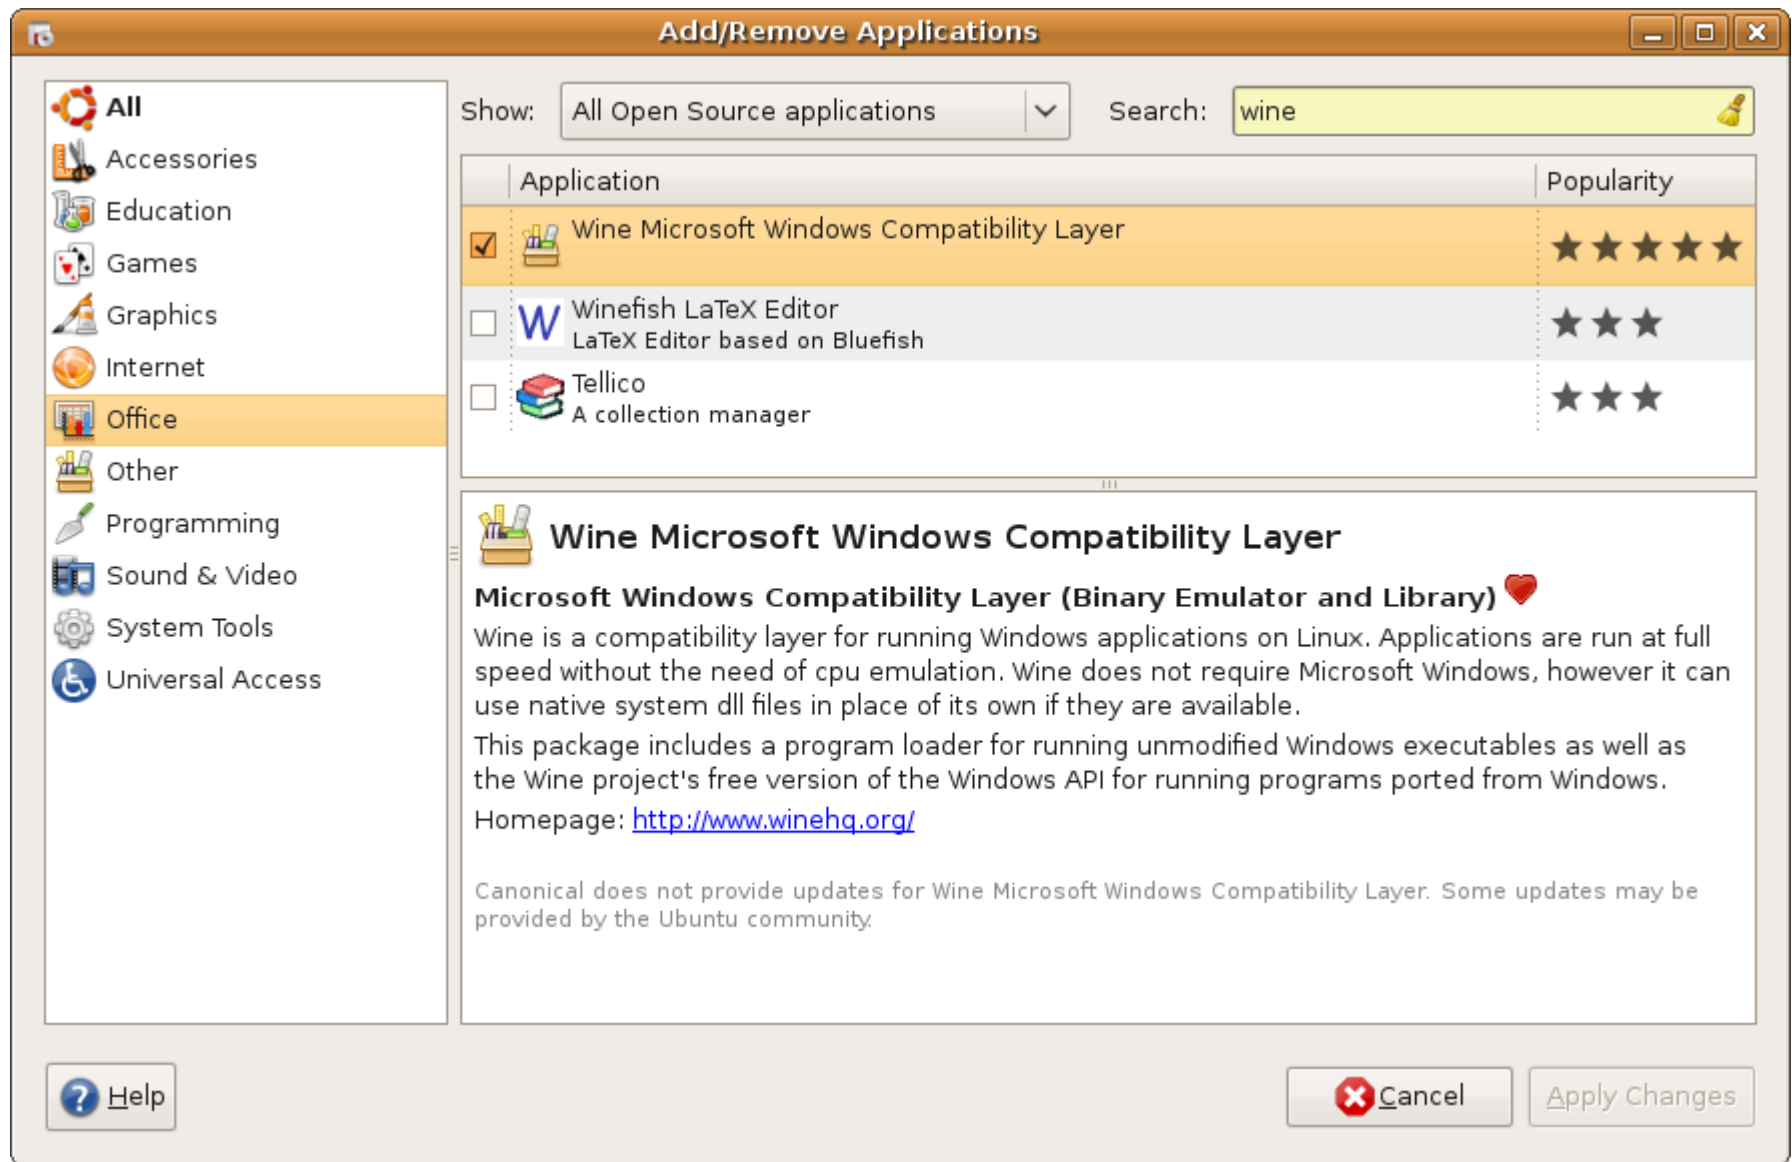 Add/Remove Applications
All
Accessories
Education
Games
Graphics
Internet
Office
Other
Programming
Sound & Video
System Tools
Universal Access
Show: All Open Source applications Search: wine
Application Popularity
Wine Microsoft Windows Compatibility Layer
W Winefish LaTeX Editor
LaTeX Editor based on Bluefish
Tellico
A collection manager
Wine Microsoft Windows Compatibility Layer
Microsoft Windows Compatibility Layer (Binary Emulator and Library)
Wine is a compatibility layer for running Windows applications on Linux. Applications are run at full
speed without the need of cpu emulation. Wine does not require Microsoft Windows, however it can
use native system dll files in place of its own if they are available.
This package includes a program loader for running unmodified Windows executables as well as
the Wine project's free version of the Windows API for running programs ported from Windows.
Homepage: http://www.winehq.org/
Canonical does not provide updates for Wine Microsoft Windows Compatibility Layer. Some updates may be
provided by the Ubuntu community.
Help Cancel Apply Changes